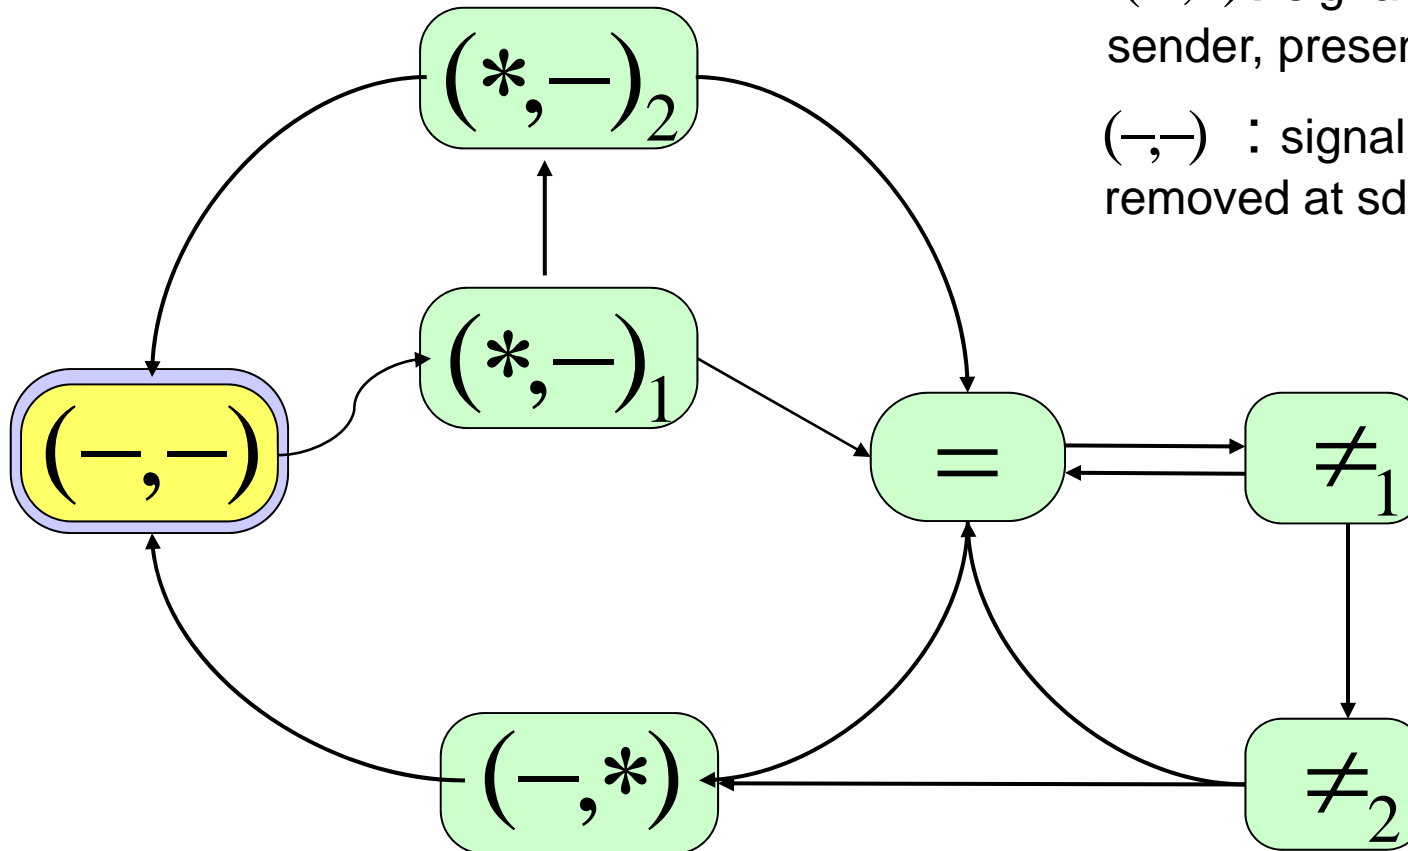 (*,—)₂
sender, preser
(—,—) : signal
removed at sd
(*,—)₁
(—,—)
=
≠₁
(—,*)
≠₂